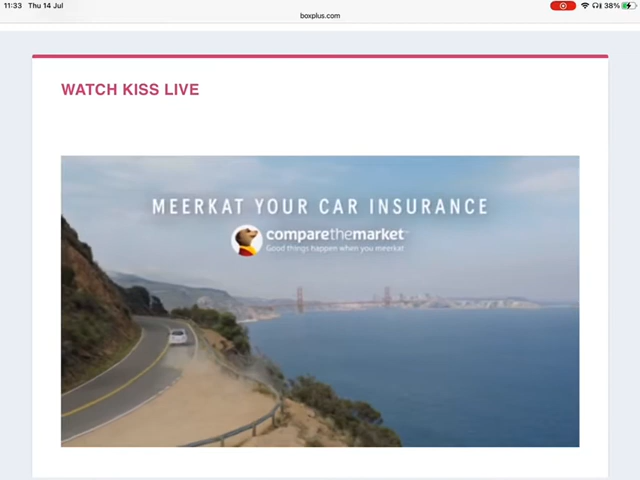 11:33 Thu 14 Jul 38%
boxplus.com
WATCH KISS LIVE
MEERKAT YOUR CAR INSURANCE
comparethemarket™
Good things happen when you meerkat